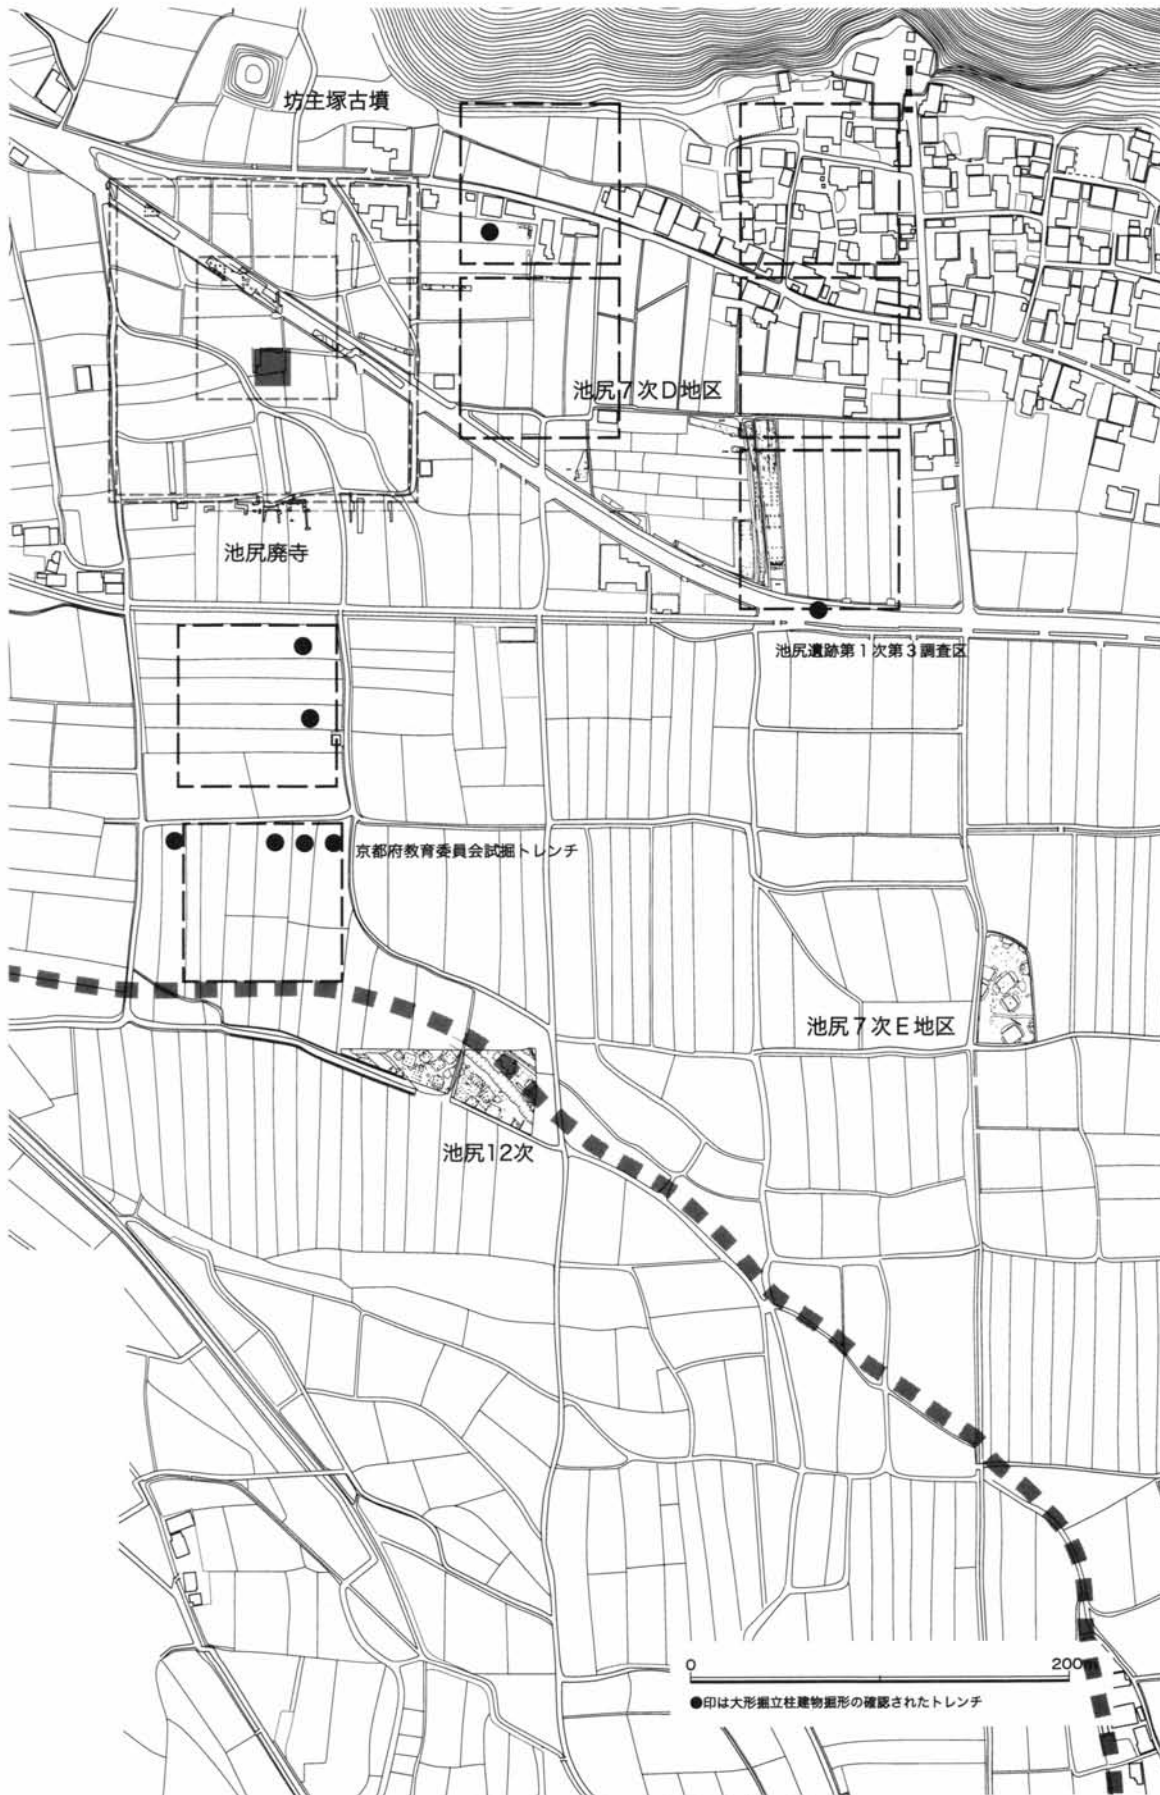 坊主塚古墳
池尻7次D地区
池尻廃寺
池尻遺跡第1次第3調査区
京都府教育委員会試掘トレンチ
池尻7次E地区
池尻12次
0 200m
●印は大形掘立柱建物掘形の確認されたトレンチ